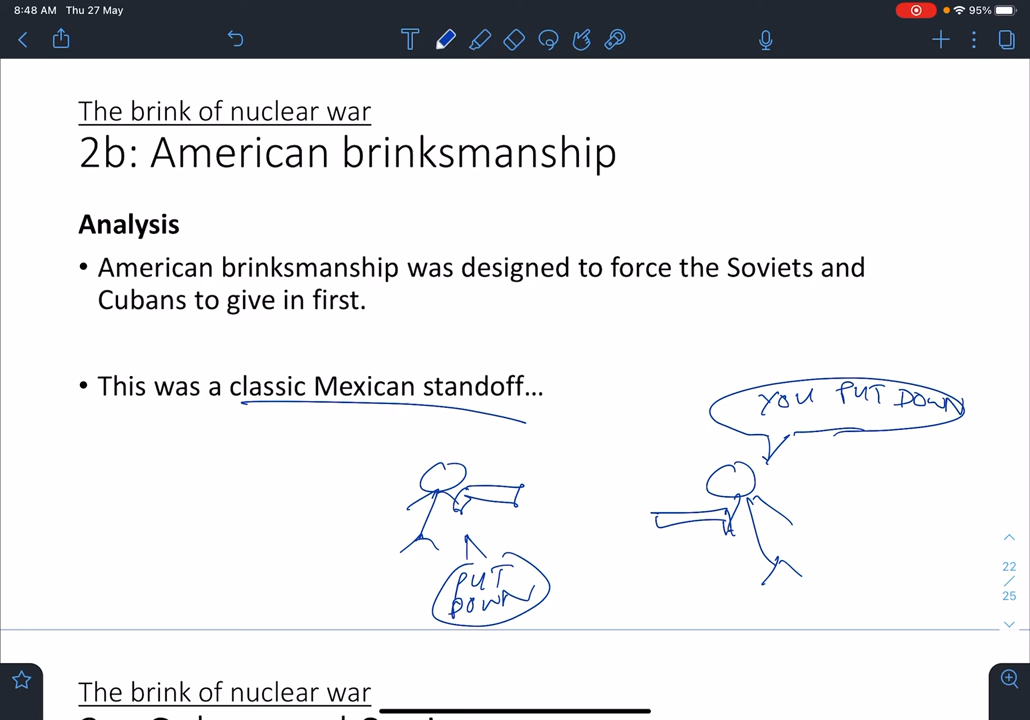 8:48 AM Thu 27 May
95%
The brink of nuclear war
2b: American brinksmanship
Analysis
• American brinksmanship was designed to force the Soviets and
Cubans to give in first.
• This was a classic Mexican standoff...
YOU PUT DOWN
PUT
DOWN
22
/
25
The brink of nuclear war